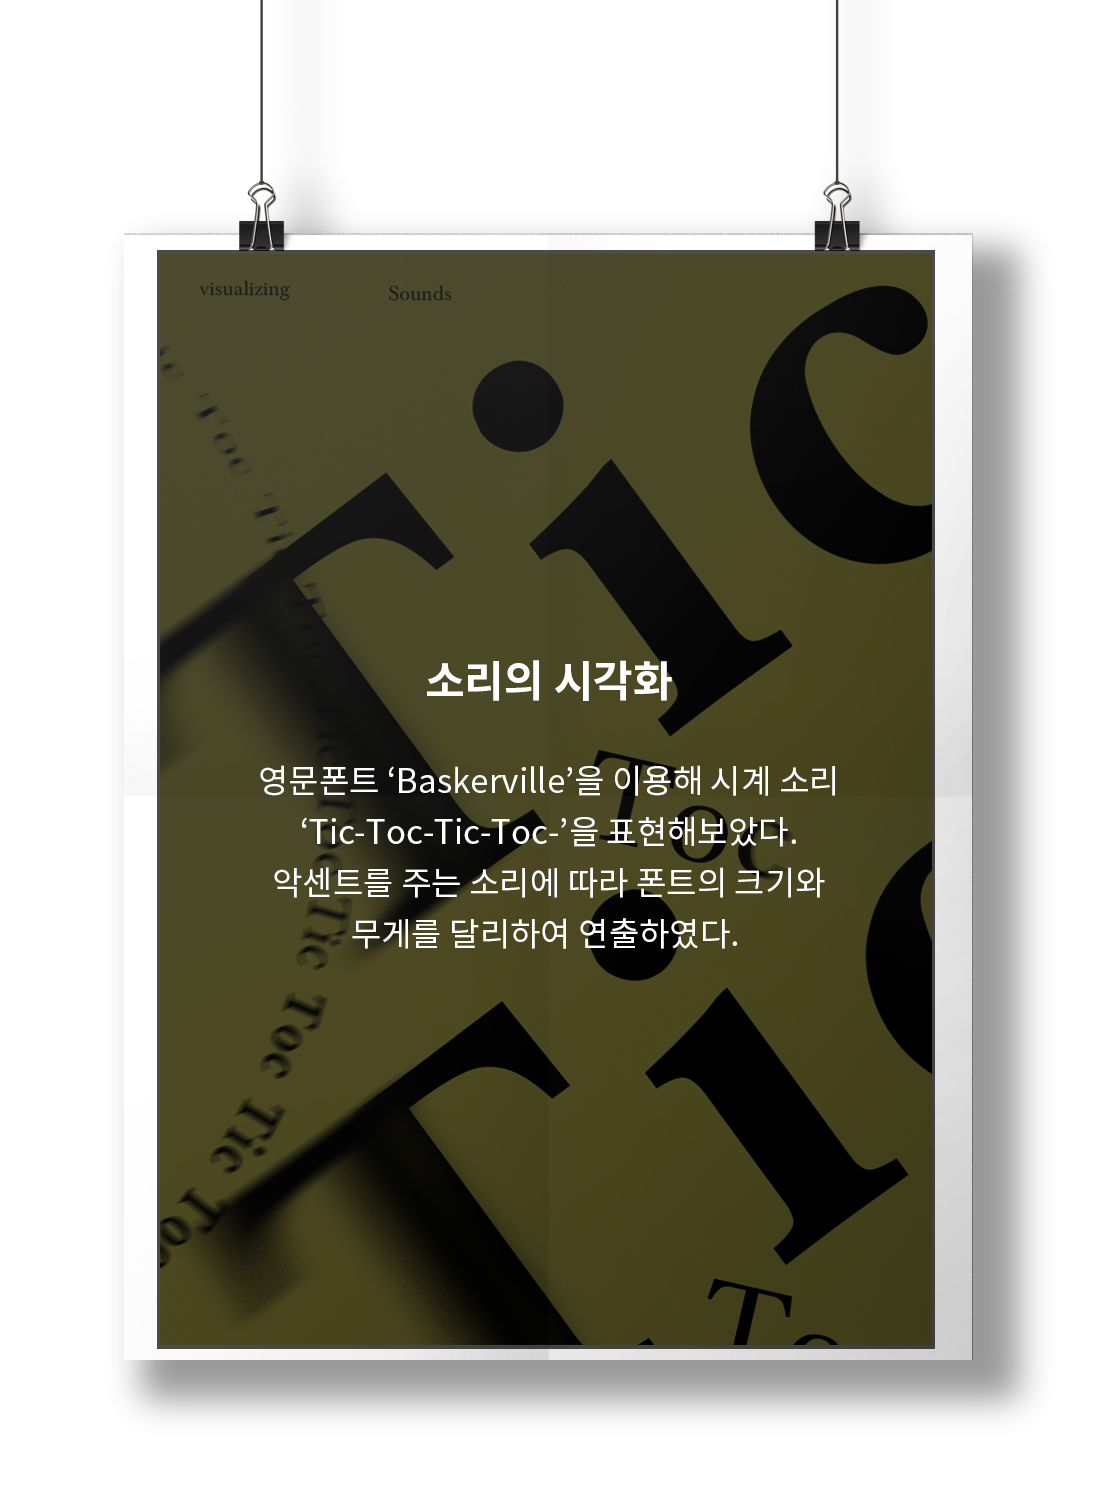 visualizing Sounds
Tic
소리의 시각화
영문폰트 ‘Baskerville’을 이용해 시계 소리
‘Tic-Toc-Tic-Toc-’을 표현해보았다.
악센트를 주는 소리에 따라 폰트의 크기와
무게를 달리하여 연출하였다.
Toc
Tic
Toc
Tic
Toc
Tic
Toc